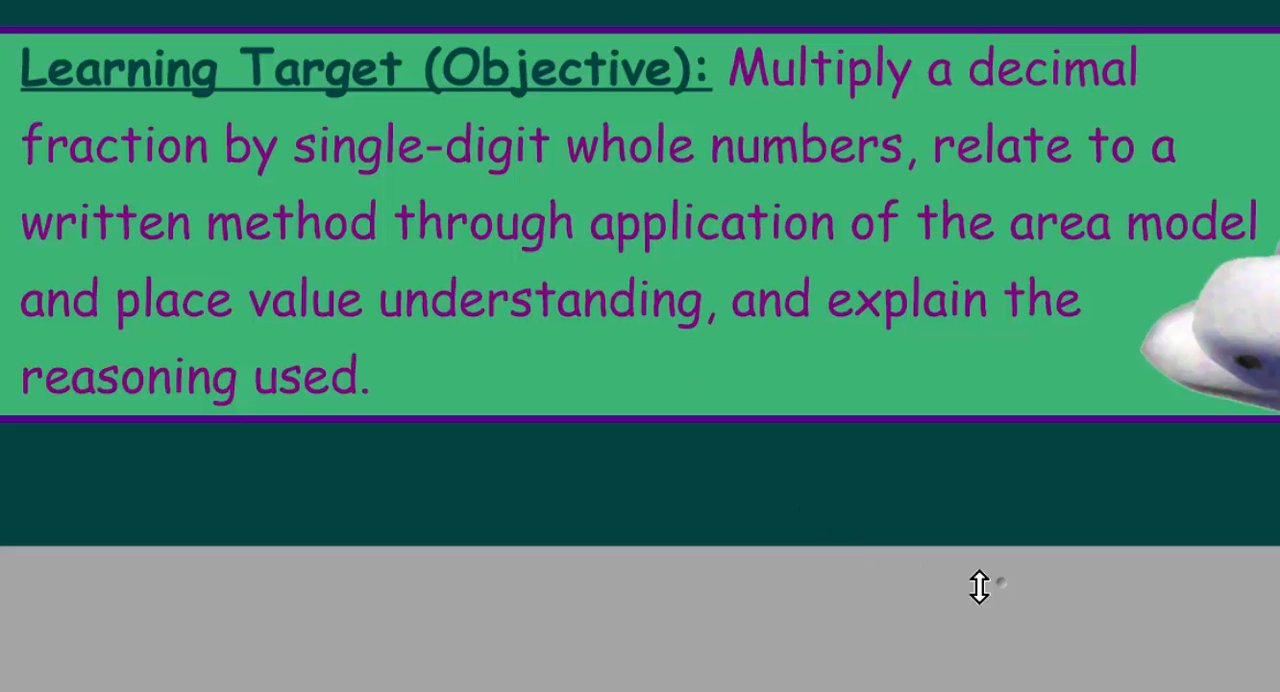 Learning Target (Objective): Multiply a decimal
fraction by single-digit whole numbers, relate to a
written method through application of the area model
and place value understanding, and explain the
reasoning used.